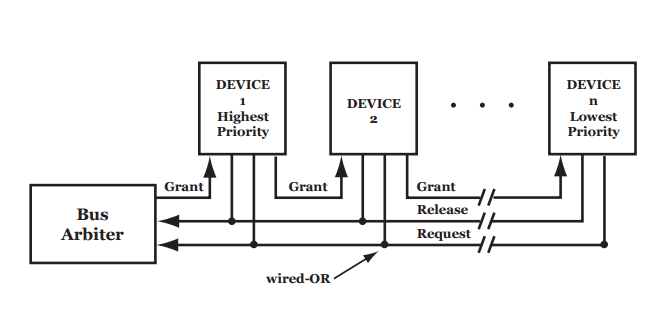 DEVICE
1
Highest
Priority
DEVICE
2
DEVICE
n
Lowest
Priority
Grant
Grant
Grant
Bus
Arbiter
Release
Request
wired-OR